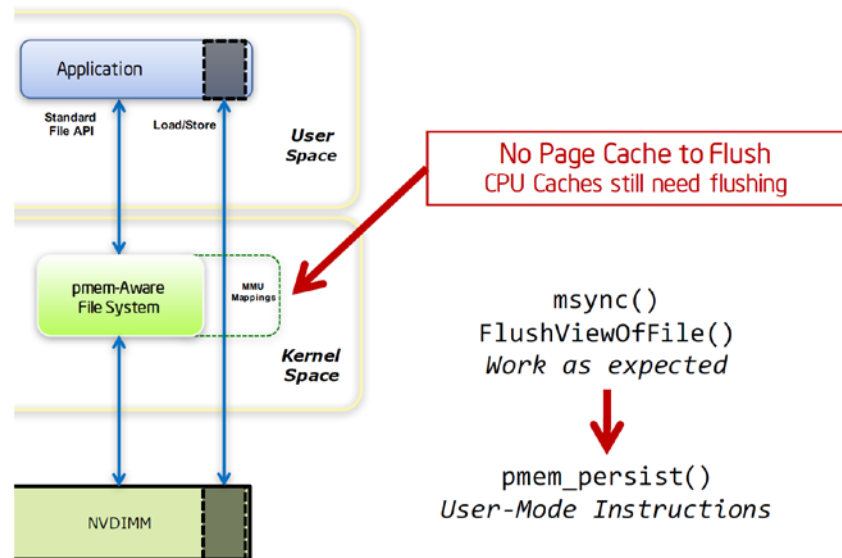 Application
Standard
File API
Load/Store
User
Space
No Page Cache to Flush
CPU Caches still need flushing
pmem-Aware
File System
MMU
Mappings
Kernel
Space
msync()
FlushViewOfFile()
Work as expected
pmem_persist()
User-Mode Instructions
NVDIMM